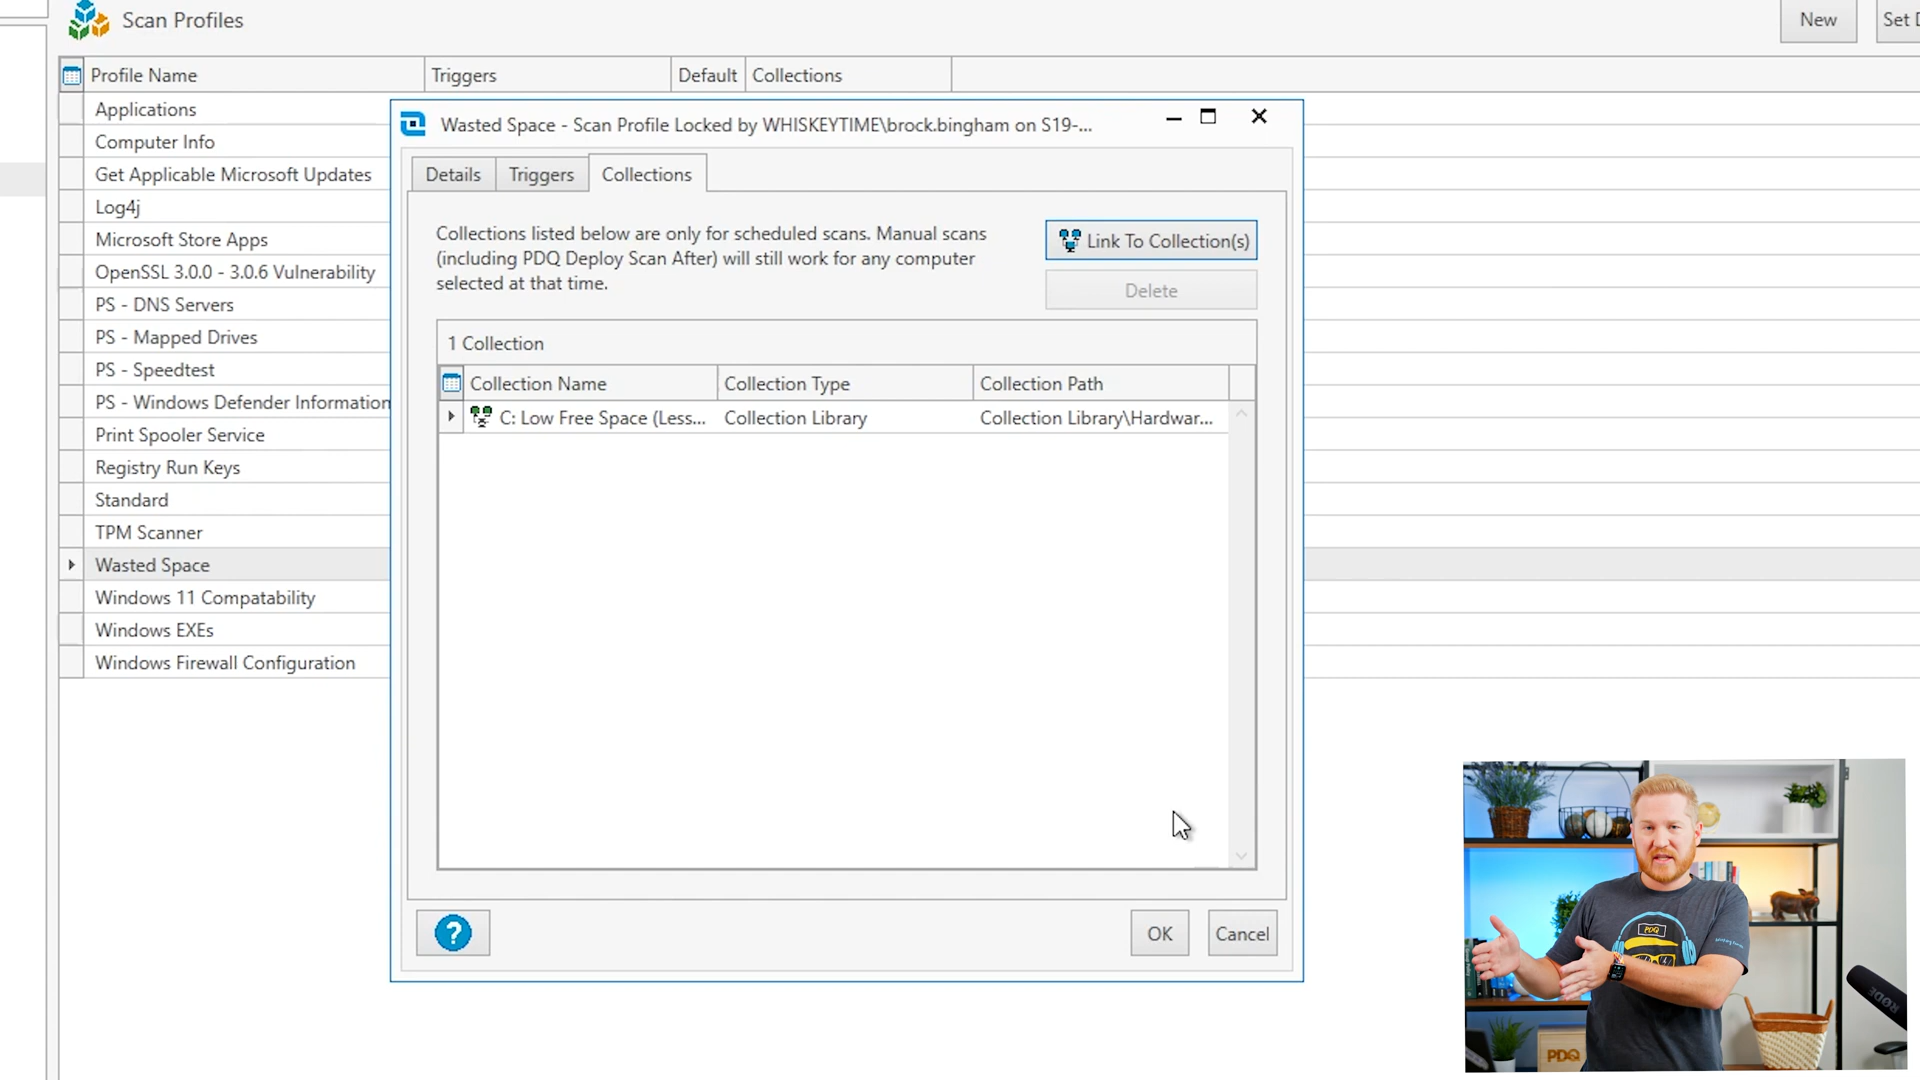 Scan Profiles
New
Set D
Profile Name
Triggers
Default
Collections
Applications
Computer Info
Get Applicable Microsoft Updates
Log4j
Microsoft Store Apps
OpenSSL 3.0.0 - 3.0.6 Vulnerability
PS - DNS Servers
PS - Mapped Drives
PS - Speedtest
PS - Windows Defender Information
Print Spooler Service
Registry Run Keys
Standard
TPM Scanner
Wasted Space
Windows 11 Compatability
Windows EXEs
Windows Firewall Configuration
Wasted Space - Scan Profile Locked by WHISKEYTIME\brock.bingham on S19-...
Details
Triggers
Collections
Collections listed below are only for scheduled scans. Manual scans
(including PDQ Deploy Scan After) will still work for any computer
selected at that time.
Link To Collection(s)
Delete
1 Collection
Collection Name
Collection Type
Collection Path
C: Low Free Space (Less...
Collection Library
Collection Library\Hardwar...
?
OK
Cancel
PDQ
RØDE
PDQ